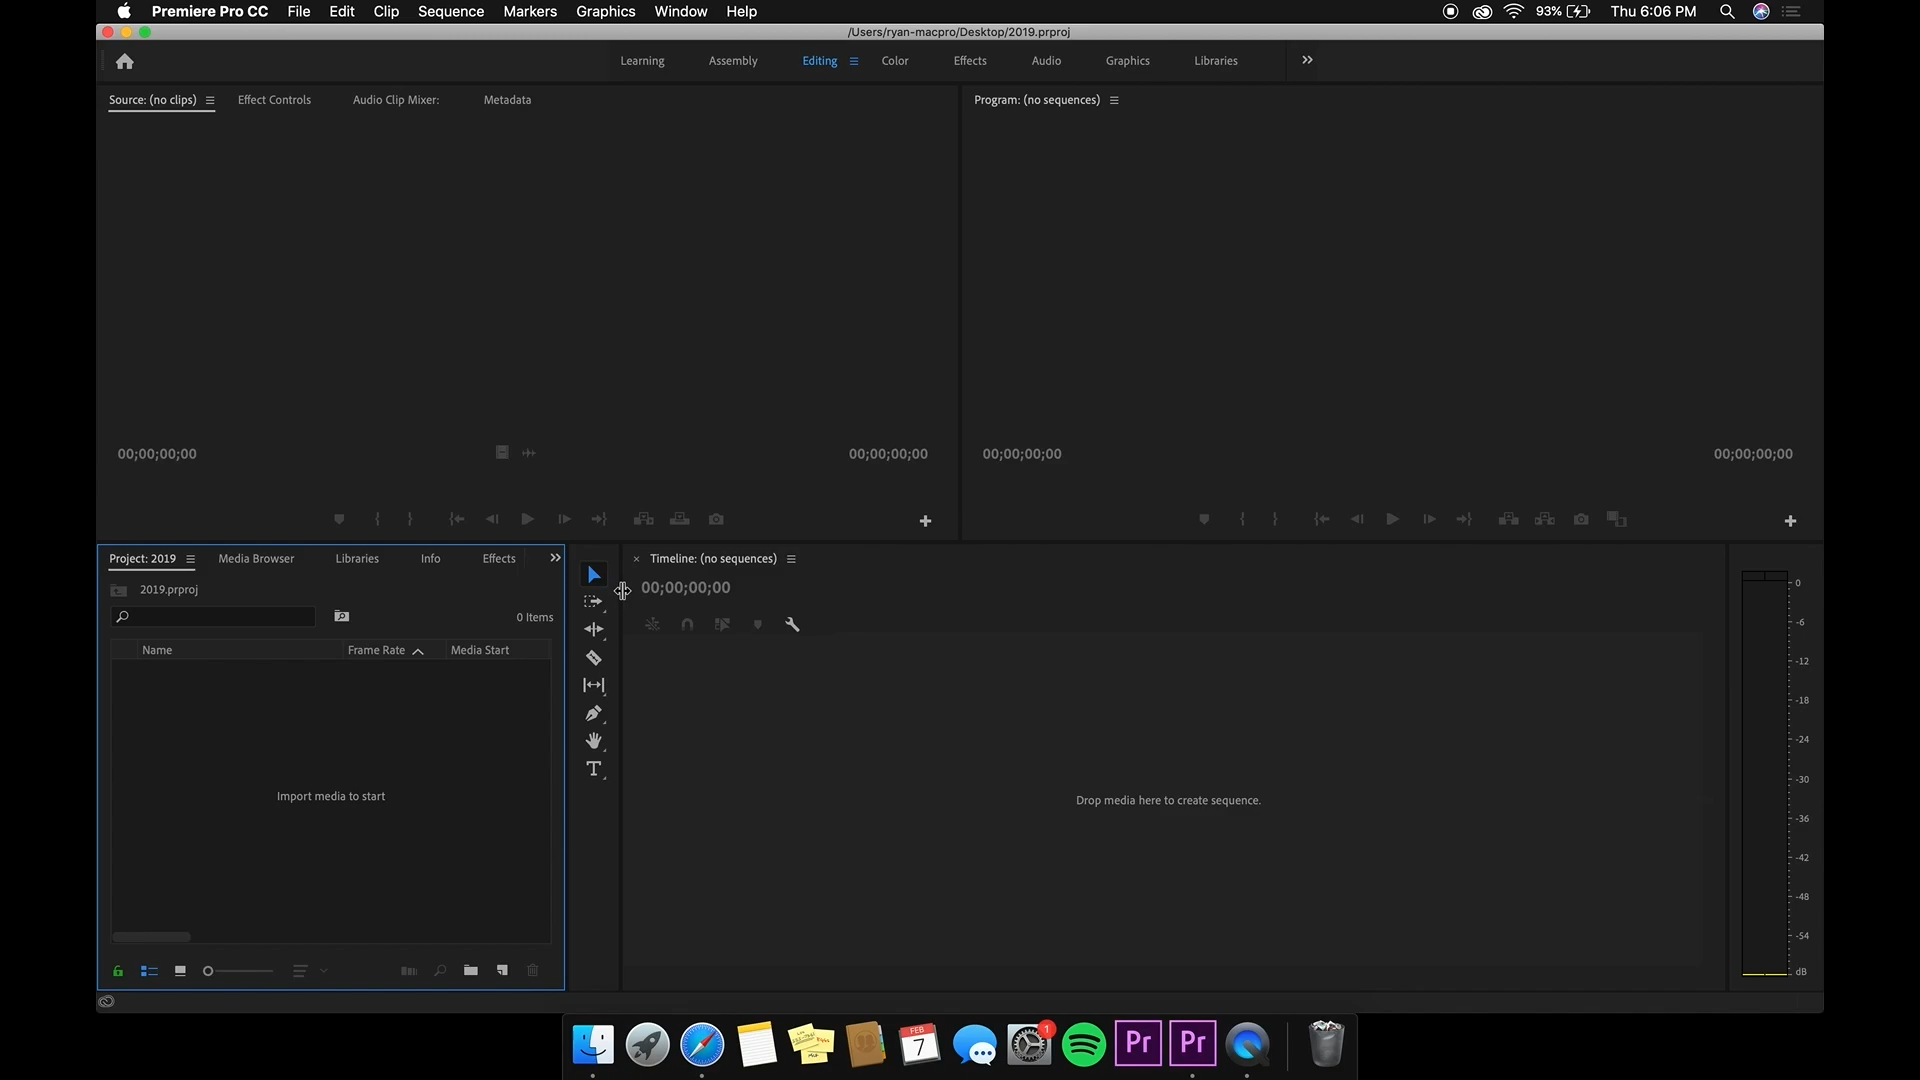 Premiere Pro CC File Edit Clip Sequence Markers Graphics Window Help 93% Thu 6:06 PM
/Users/ryan-macpro/Desktop/2019.prproj
Learning Assembly Editing Color Effects Audio Graphics Libraries
Source: (no clips) Effect Controls Audio Clip Mixer: Metadata
Program: (no sequences)
00;00;00;00 00;00;00;00
00;00;00;00 00;00;00;00
Project: 2019 Media Browser Libraries Info Effects
2019.prproj
0 Items
Name Frame Rate Media Start
Import media to start
Timeline: (no sequences)
00;00;00;00
Drop media here to create sequence.
0
-6
-12
-18
-24
-30
-36
-42
-48
-54
dB
FEB
7
1
Pr
Pr